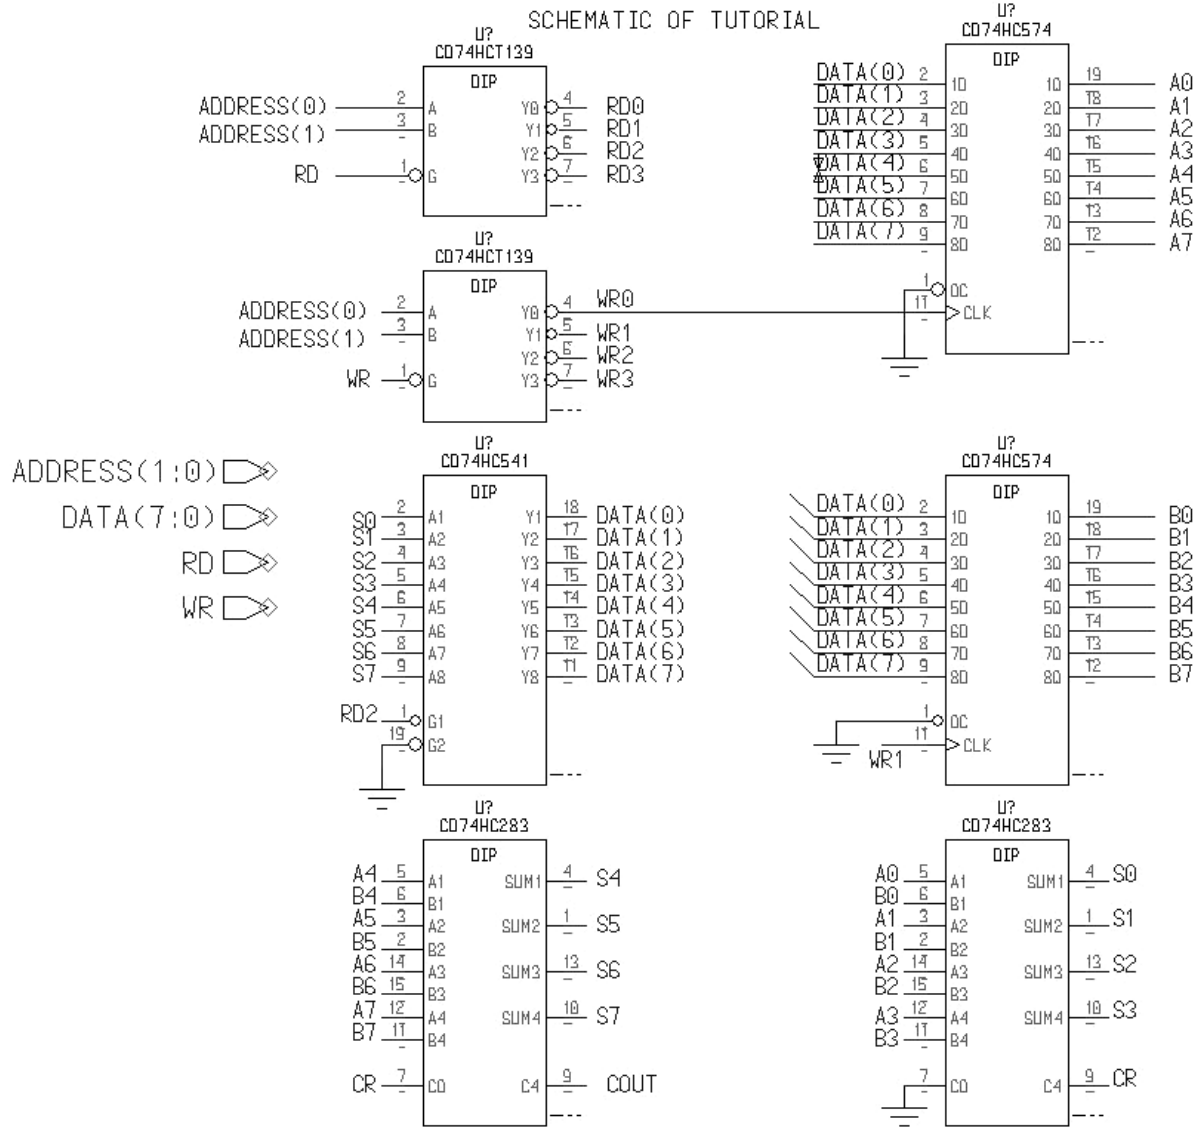 SCHEMATIC OF TUTORIAL
U?
CD74HCT139
DIP
ADDRESS(0) 2 A Y0 4 RD0
ADDRESS(1) 3 B Y1 5 RD1
Y2 6 RD2
RD 1 G Y3 7 RD3
U?
CD74HC574
DIP
DATA(0) 2 1D 1Q 19 A0
DATA(1) 3 2D 2Q 18 A1
DATA(2) 4 3D 3Q 17 A2
DATA(3) 5 4D 4Q 16 A3
DATA(4) 6 5D 5Q 15 A4
DATA(5) 7 6D 6Q 14 A5
DATA(6) 8 7D 7Q 13 A6
DATA(7) 9 8D 8Q 12 A7
1 OC
11 CLK
U?
CD74HCT139
DIP
ADDRESS(0) 2 A Y0 4 WR0
ADDRESS(1) 3 B Y1 5 WR1
Y2 6 WR2
WR 1 G Y3 7 WR3
ADDRESS(1:0)
DATA(7:0)
RD
WR
U?
CD74HC541
DIP
S0 2 A1 Y1 18 DATA(0)
S1 3 A2 Y2 17 DATA(1)
S2 4 A3 Y3 16 DATA(2)
S3 5 A4 Y4 15 DATA(3)
S4 6 A5 Y5 14 DATA(4)
S5 7 A6 Y6 13 DATA(5)
S6 8 A7 Y7 12 DATA(6)
S7 9 A8 Y8 11 DATA(7)
RD2 1 G1
19 G2
U?
CD74HC574
DIP
DATA(0) 2 1D 1Q 19 B0
DATA(1) 3 2D 2Q 18 B1
DATA(2) 4 3D 3Q 17 B2
DATA(3) 5 4D 4Q 16 B3
DATA(4) 6 5D 5Q 15 B4
DATA(5) 7 6D 6Q 14 B5
DATA(6) 8 7D 7Q 13 B6
DATA(7) 9 8D 8Q 12 B7
1 OC
WR1 11 CLK
U?
CD74HC283
DIP
A4 5 A1 SUM1 4 S4
B4 6 B1
A5 3 A2 SUM2 1 S5
B5 2 B2
A6 14 A3 SUM3 13 S6
B6 15 B3
A7 12 A4 SUM4 10 S7
B7 11 B4
CR 7 C0 C4 9 COUT
U?
CD74HC283
DIP
A0 5 A1 SUM1 4 S0
B0 6 B1
A1 3 A2 SUM2 1 S1
B1 2 B2
A2 14 A3 SUM3 13 S2
B2 15 B3
A3 12 A4 SUM4 10 S3
B3 11 B4
7 C0 C4 9 CR